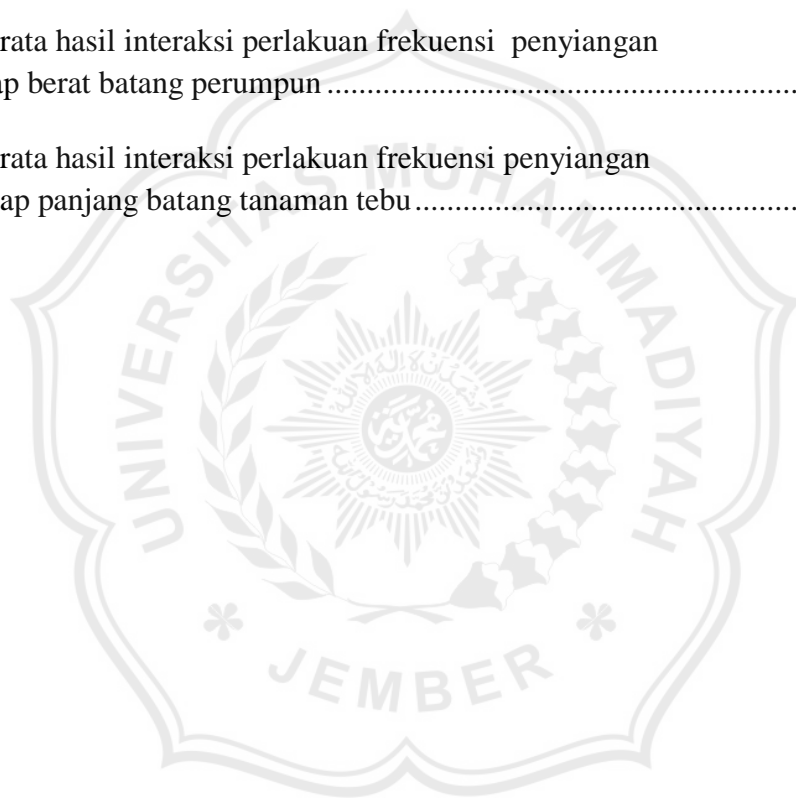 rata hasil interaksi perlakuan frekuensi penyiangan
ap berat batang perumpun ...........................................................
rata hasil interaksi perlakuan frekuensi penyiangan
ap panjang batang tanaman tebu ................................................
UNIVERSITAS MUHAMMADIYAH
JEMBER